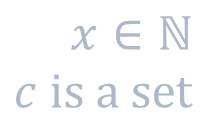 x ∈ ℕ
c is a set